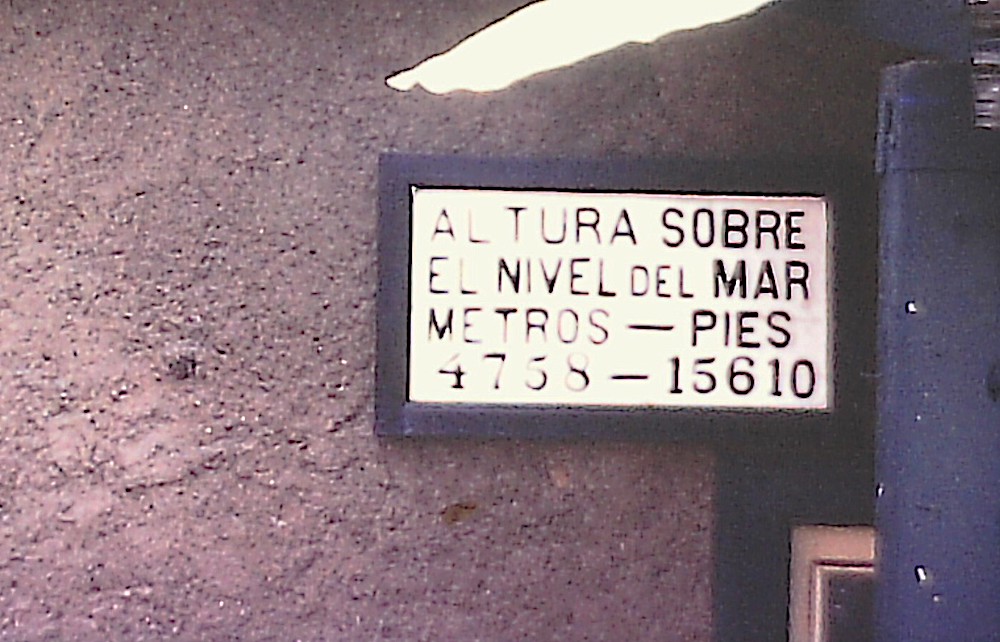 ALTURA SOBRE
EL NIVEL DEL MAR
METROS — PIES
4758 — 15610